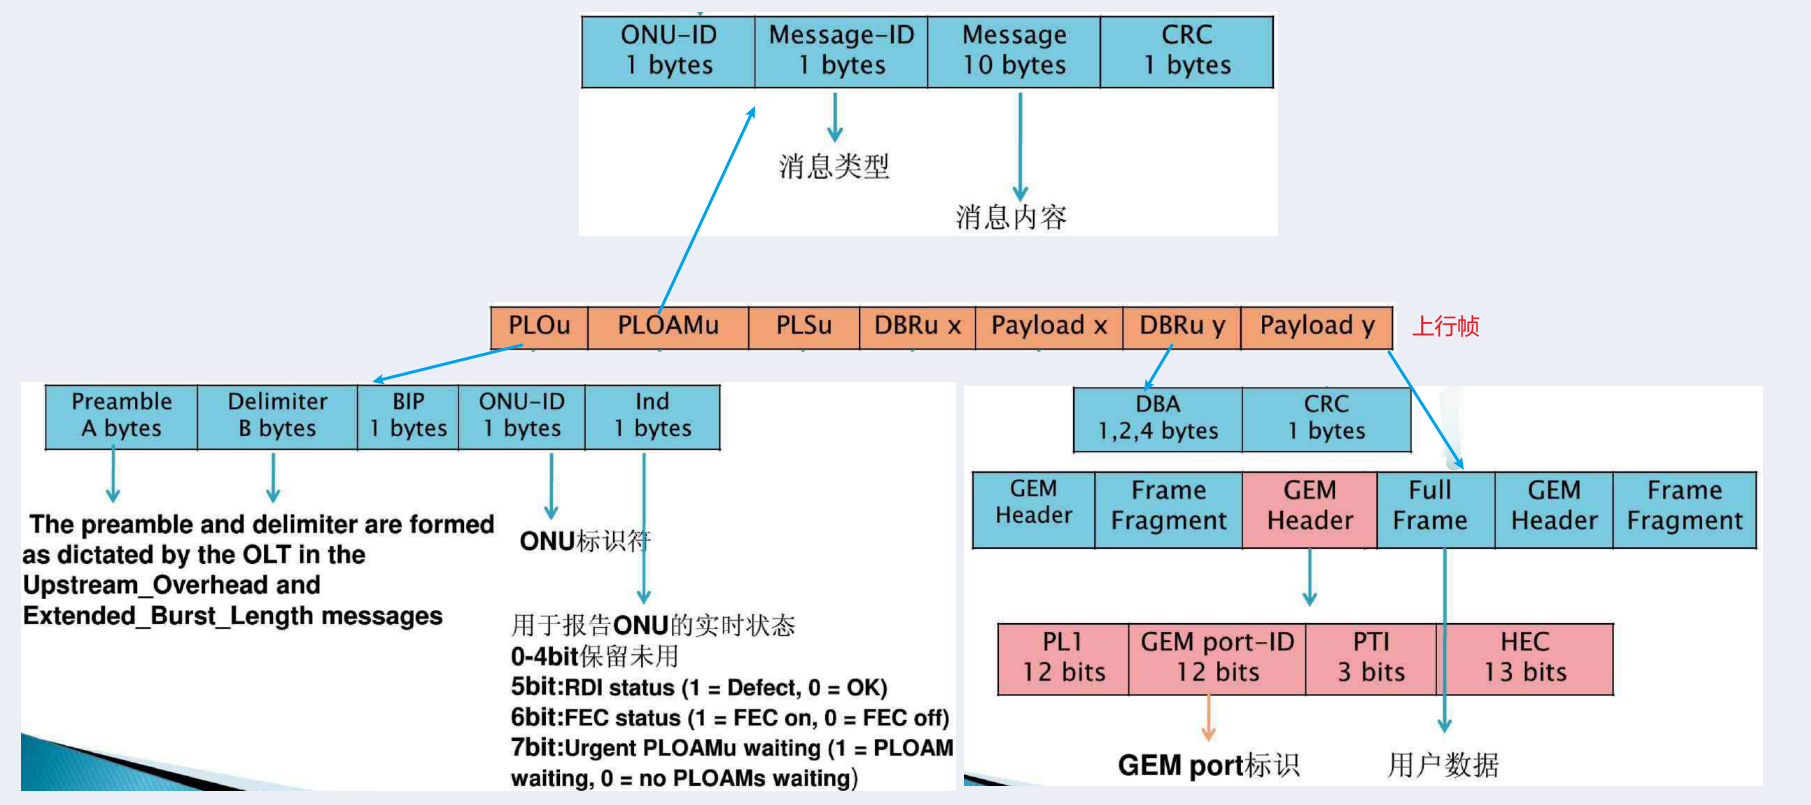 ONU-ID
1 bytes
Message-ID
1 bytes
Message
10 bytes
CRC
1 bytes
消息类型
消息内容
PLOu
PLOAMu
PLSu
DBRu x
Payload x
DBRu y
Payload y
上行帧
Preamble
A bytes
Delimiter
B bytes
BIP
1 bytes
ONU-ID
1 bytes
Ind
1 bytes
The preamble and delimiter are formed
as dictated by the OLT in the
Upstream_Overhead and
Extended_Burst_Length messages
ONU标识符
用于报告ONU的实时状态
0-4bit保留未用
5bit:RDI status (1 = Defect, 0 = OK)
6bit:FEC status (1 = FEC on, 0 = FEC off)
7bit:Urgent PLOAMu waiting (1 = PLOAM
waiting, 0 = no PLOAMs waiting)
DBA
1,2,4 bytes
CRC
1 bytes
GEM
Header
Frame
Fragment
GEM
Header
Full
Frame
GEM
Header
Frame
Fragment
PL1
12 bits
GEM port-ID
12 bits
PTI
3 bits
HEC
13 bits
GEM port标识
用户数据